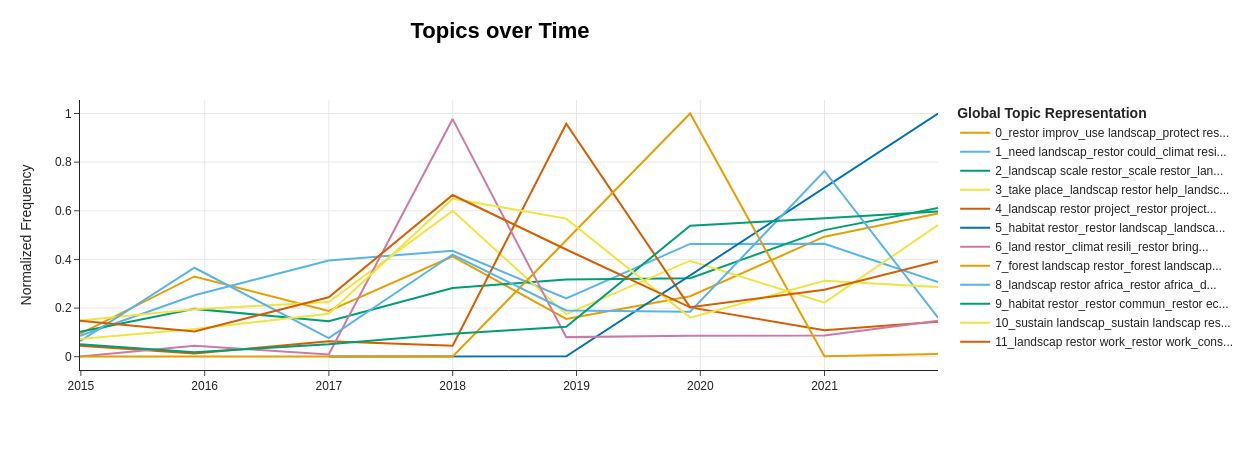 Topics over Time
Normalized Frequency
1
0.8
0.6
0.4
0.2
0
2015 2016 2017 2018 2019 2020 2021
Global Topic Representation
0_restor improv_use landscap_protect res...
1_need landscap_restor could_climat resi...
2_landscap scale restor_scale restor_lan...
3_take place_landscap restor help_landsc...
4_landscap restor project_restor project...
5_habitat restor_restor landscap_landsca...
6_land restor_climat resili_restor bring...
7_forest landscap restor_forest landscap...
8_landscap restor africa_restor africa_d...
9_habitat restor_restor commun_restor ec...
10_sustain landscap_sustain landscap res...
11_landscap restor work_restor work_cons...